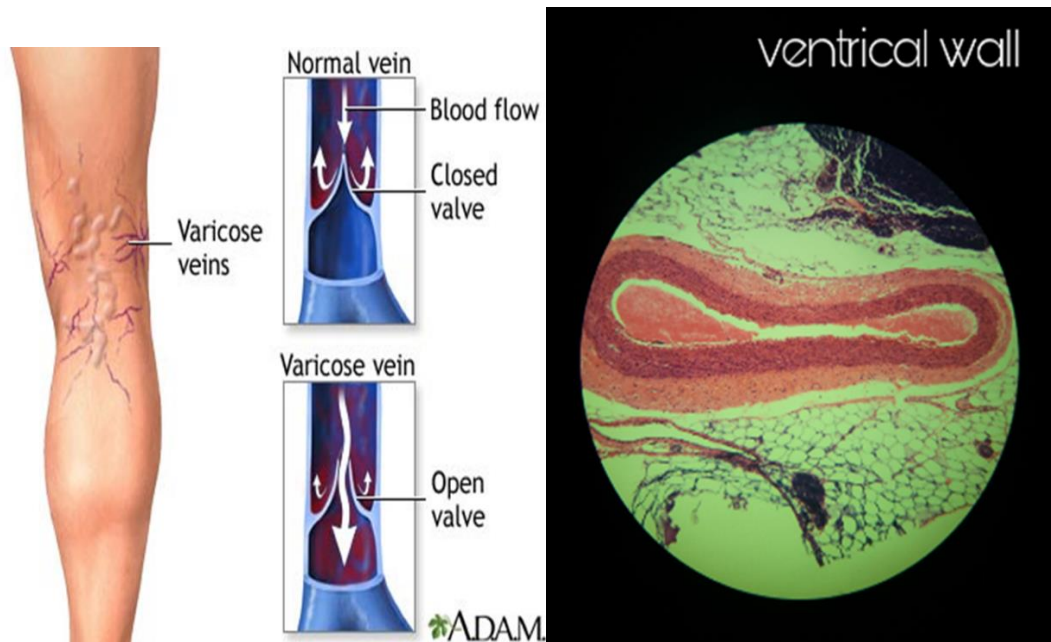 Normal vein
Blood flow
Closed
valve
Varicose
veins
Varicose vein
Open
valve
A.D.A.M.
ventrical wall